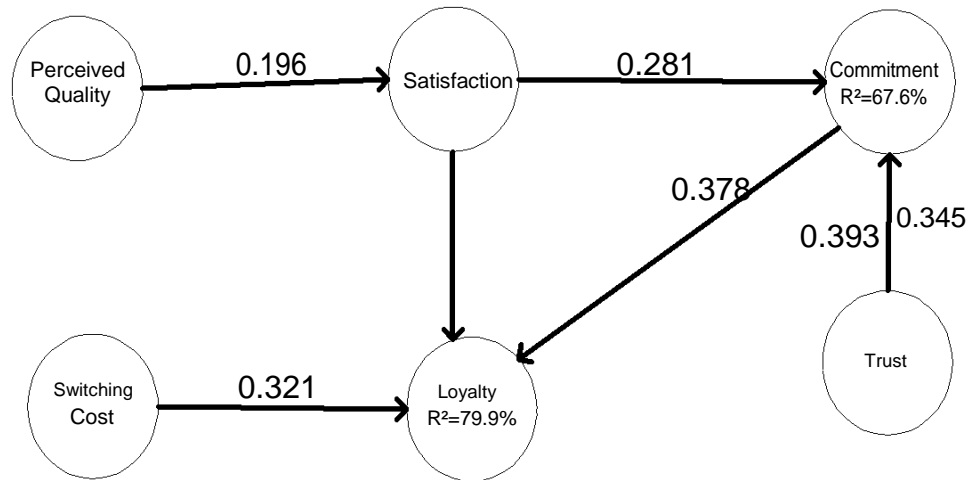 Perceived
Quality
0.196
Satisfaction
0.281
Commitment
R²=67.6%
0.378
0.393
0.345
Switching
Cost
0.321
Loyalty
R²=79.9%
Trust